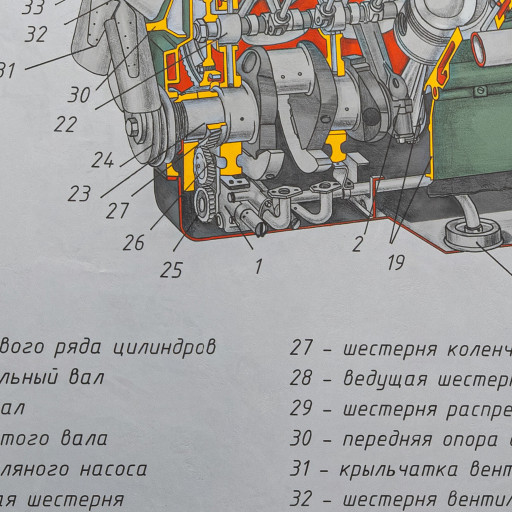 33
32
31
30
22
24
23
27
26
25
1
2
19
вого ряда цилиндров
льный вал
ал
того вала
ляного насоса
ая шестерня
27 - шестерня коленч
28 - ведущая шестерн
29 - шестерня распре
30 - передняя опора
31 - крыльчатка вент
32 - шестерня вентил